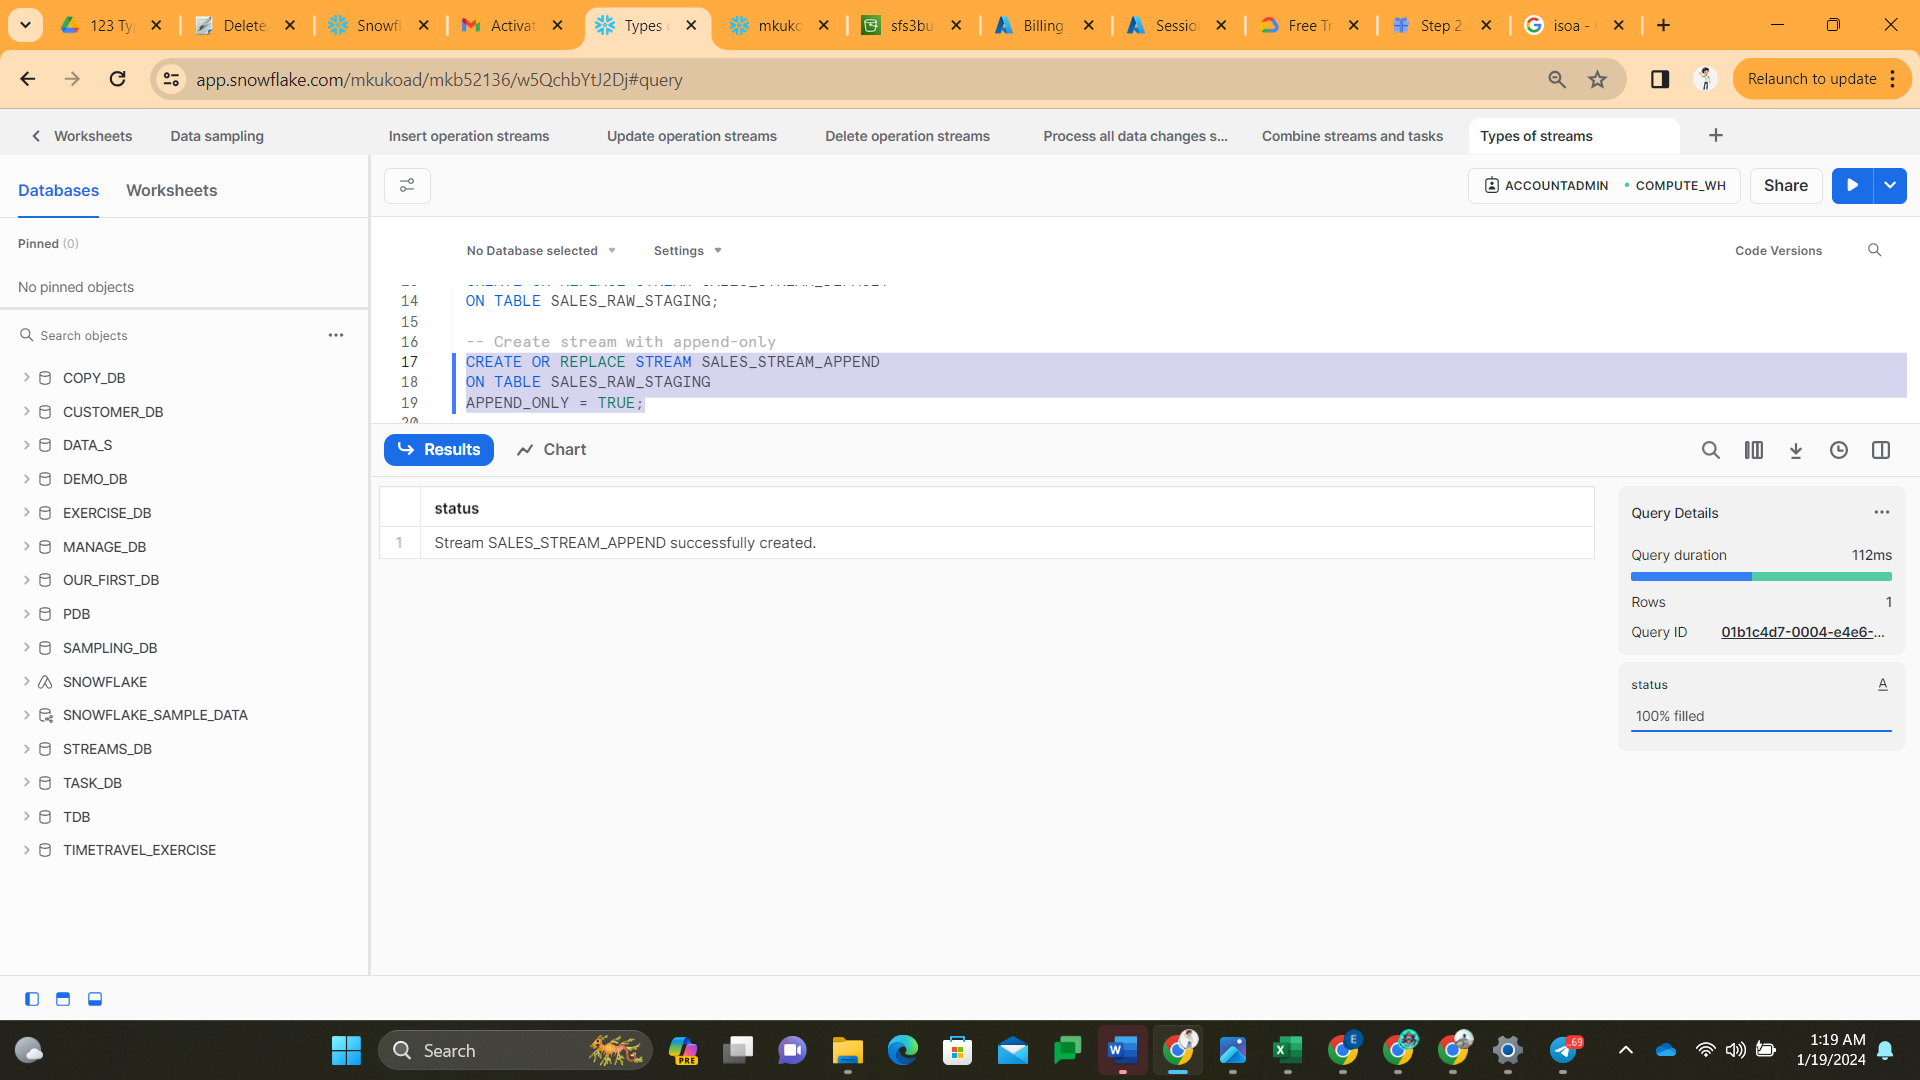 123 Ty
Delete
Snowfl
Activat
Types
mkuko
sfs3bu
Billing
Sessio
Free Tr
Step 2
isoa -
app.snowflake.com/mkukoad/mkb52136/w5QchbYtJ2Dj#query
Relaunch to update
Worksheets
Data sampling
Insert operation streams
Update operation streams
Delete operation streams
Process all data changes s...
Combine streams and tasks
Types of streams
Databases
Worksheets
ACCOUNTADMIN
COMPUTE_WH
Share
Pinned (0)
No pinned objects
No Database selected
Settings
Code Versions
14 ON TABLE SALES_RAW_STAGING;
15
16 -- Create stream with append-only
17 CREATE OR REPLACE STREAM SALES_STREAM_APPEND
18 ON TABLE SALES_RAW_STAGING
19 APPEND_ONLY = TRUE;
20
Search objects
COPY_DB
CUSTOMER_DB
DATA_S
DEMO_DB
EXERCISE_DB
MANAGE_DB
OUR_FIRST_DB
PDB
SAMPLING_DB
SNOWFLAKE
SNOWFLAKE_SAMPLE_DATA
STREAMS_DB
TASK_DB
TDB
TIMETRAVEL_EXERCISE
Results
Chart
status
1 Stream SALES_STREAM_APPEND successfully created.
Query Details
Query duration 112ms
Rows 1
Query ID 01b1c4d7-0004-e4e6-...
status A
100% filled
Search
PRE
W
X
E
.69
1:19 AM
1/19/2024